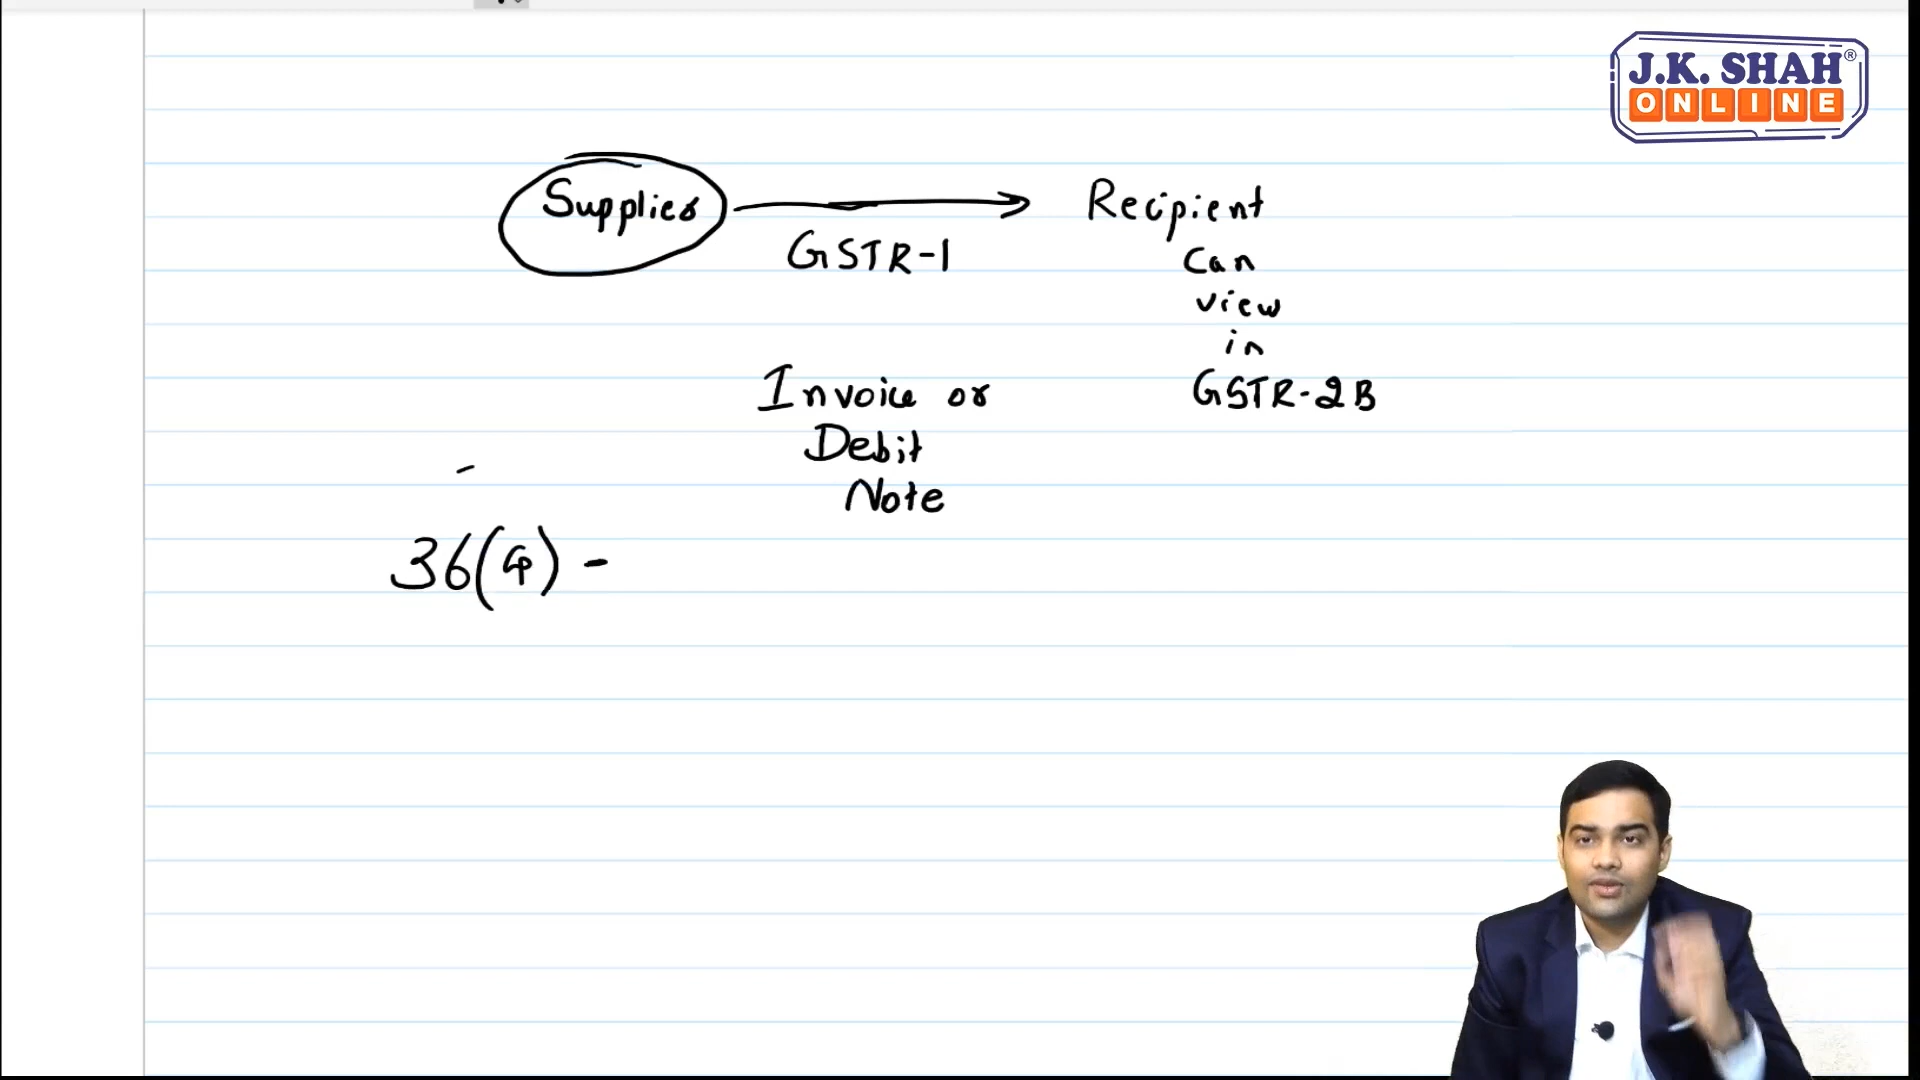 J.K. SHAH®
ONLINE
Supplier
Recipient
GSTR-1
Can
view
in
Invoice or
GSTR-2B
Debit
Note
36(4) -